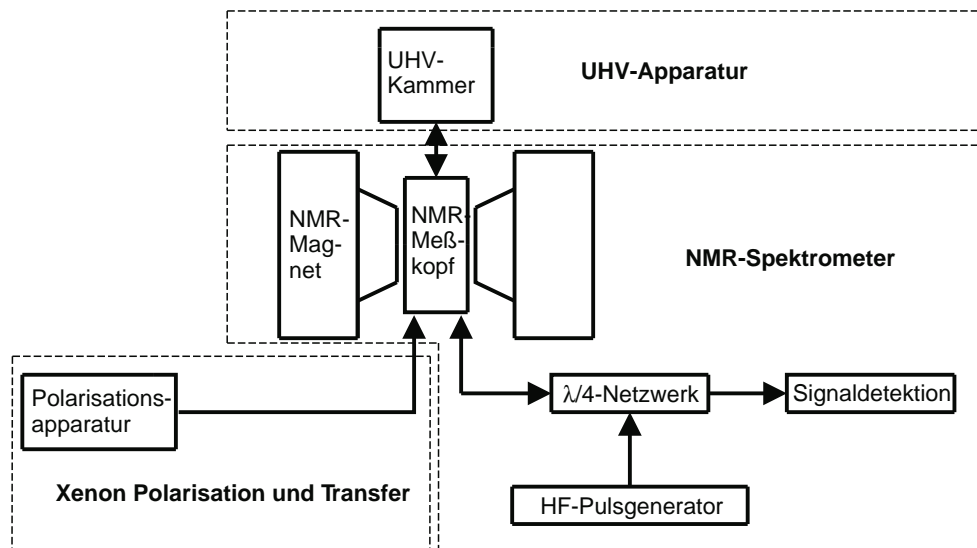 UHV-
Kammer
UHV-Apparatur
NMR-
Mag-
net
NMR-
Meß-
kopf
NMR-Spektrometer
Polarisations-
apparatur
λ/4-Netzwerk
Signaldetektion
Xenon Polarisation und Transfer
HF-Pulsgenerator